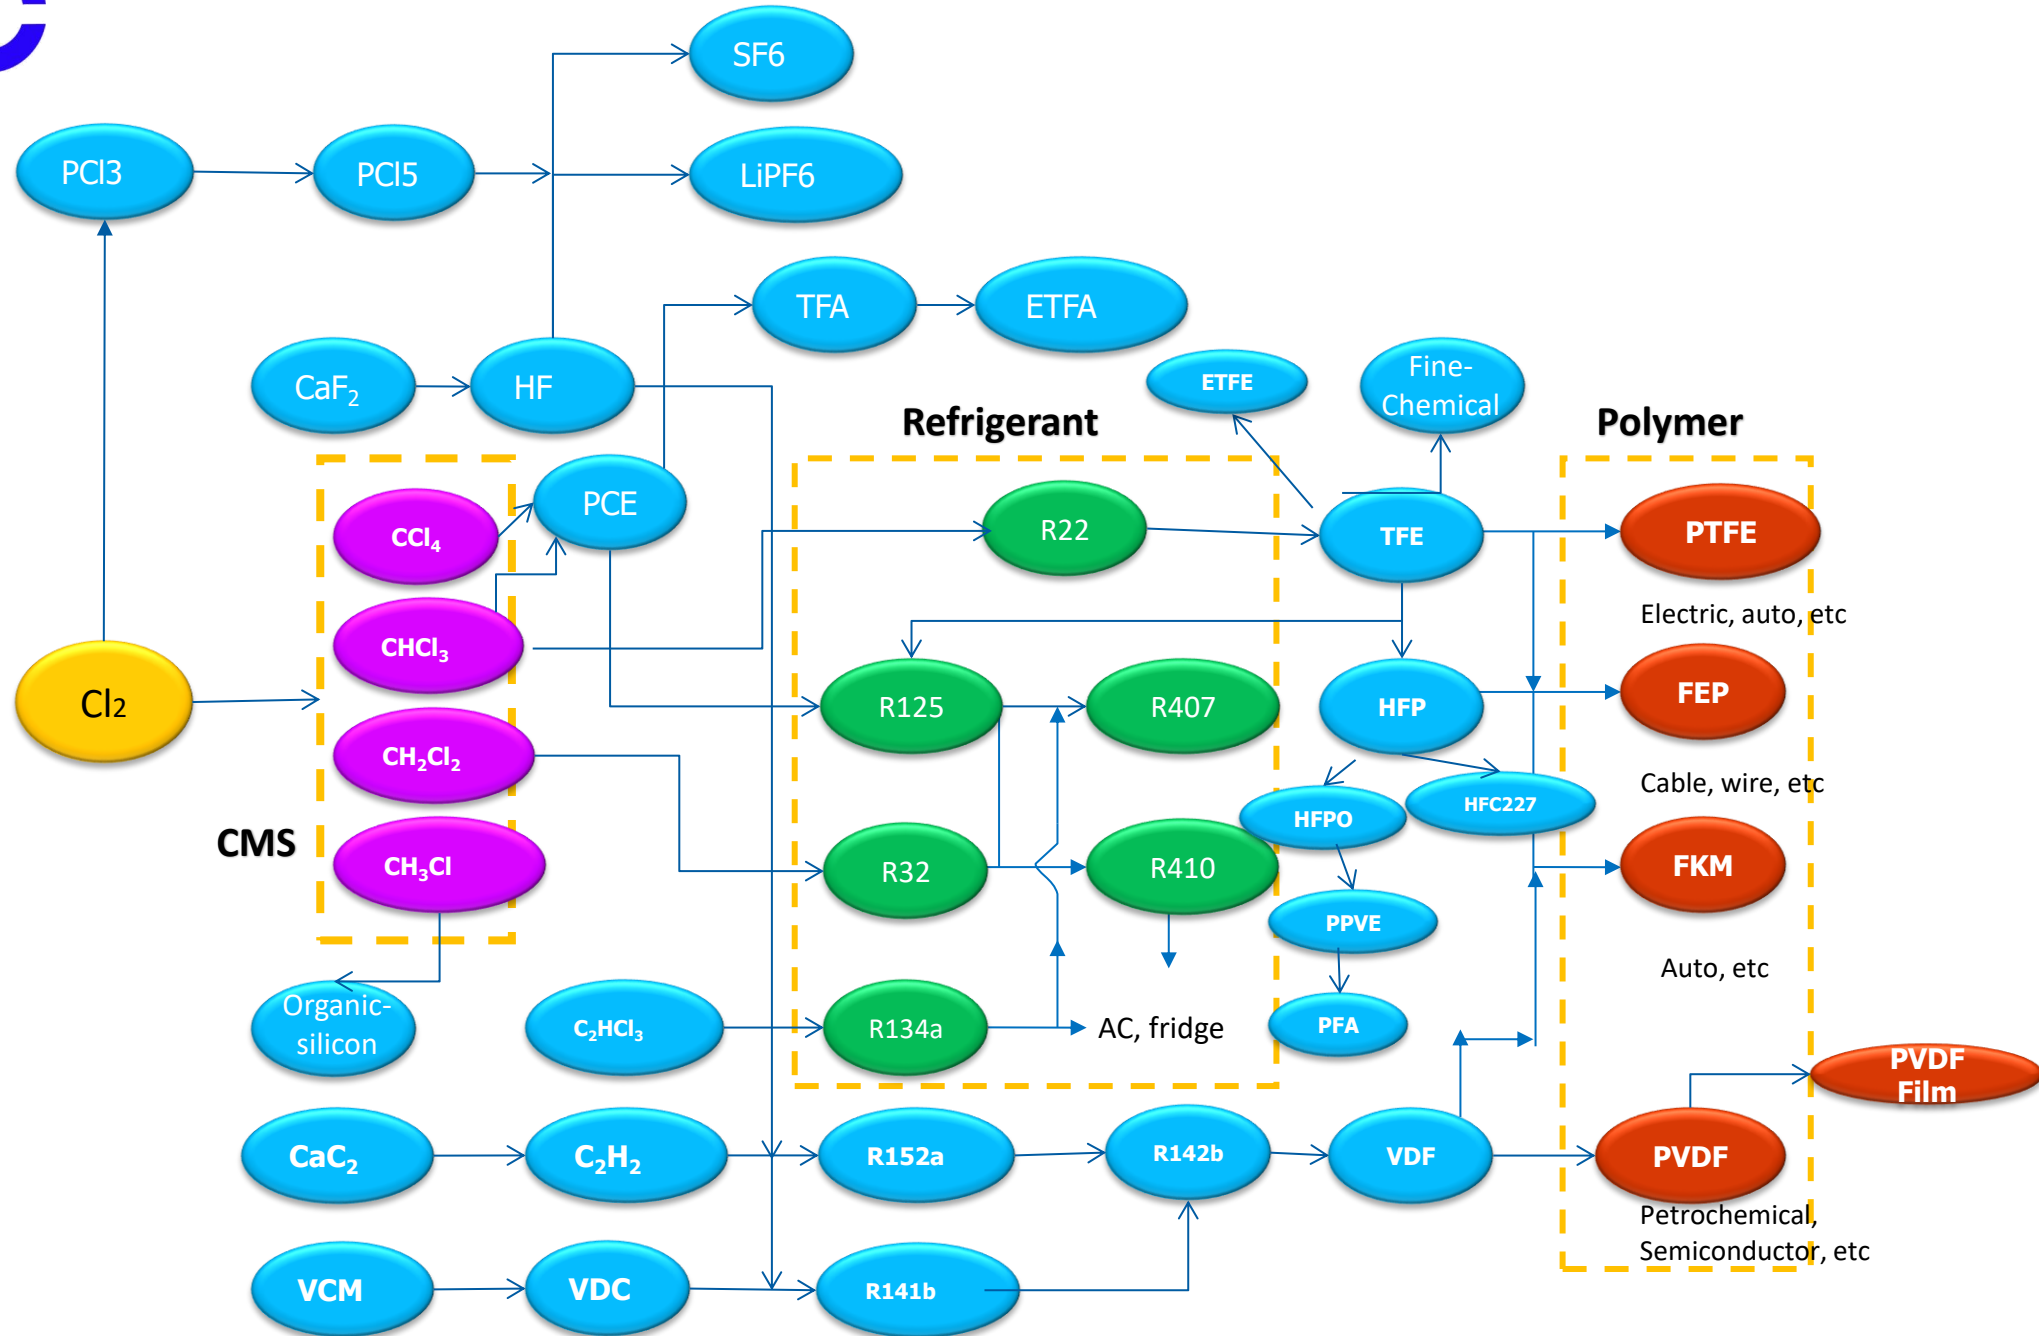 SF6
PCl3
PCl5
LiPF6
TFA
ETFA
CaF2
HF
ETFE
Fine-
Chemical
Refrigerant
Polymer
PCE
CCl4
R22
TFE
PTFE
Electric, auto, etc
CHCl3
Cl2
R125
R407
HFP
FEP
CH2Cl2
Cable, wire, etc
HFC227
HFPO
CMS
CH3Cl
R32
R410
FKM
PPVE
Auto, etc
Organic-
silicon
C2HCl3
R134a
AC, fridge
PFA
PVDF
Film
CaC2
C2H2
R152a
R142b
VDF
PVDF
Petrochemical,
Semiconductor, etc
VCM
VDC
R141b